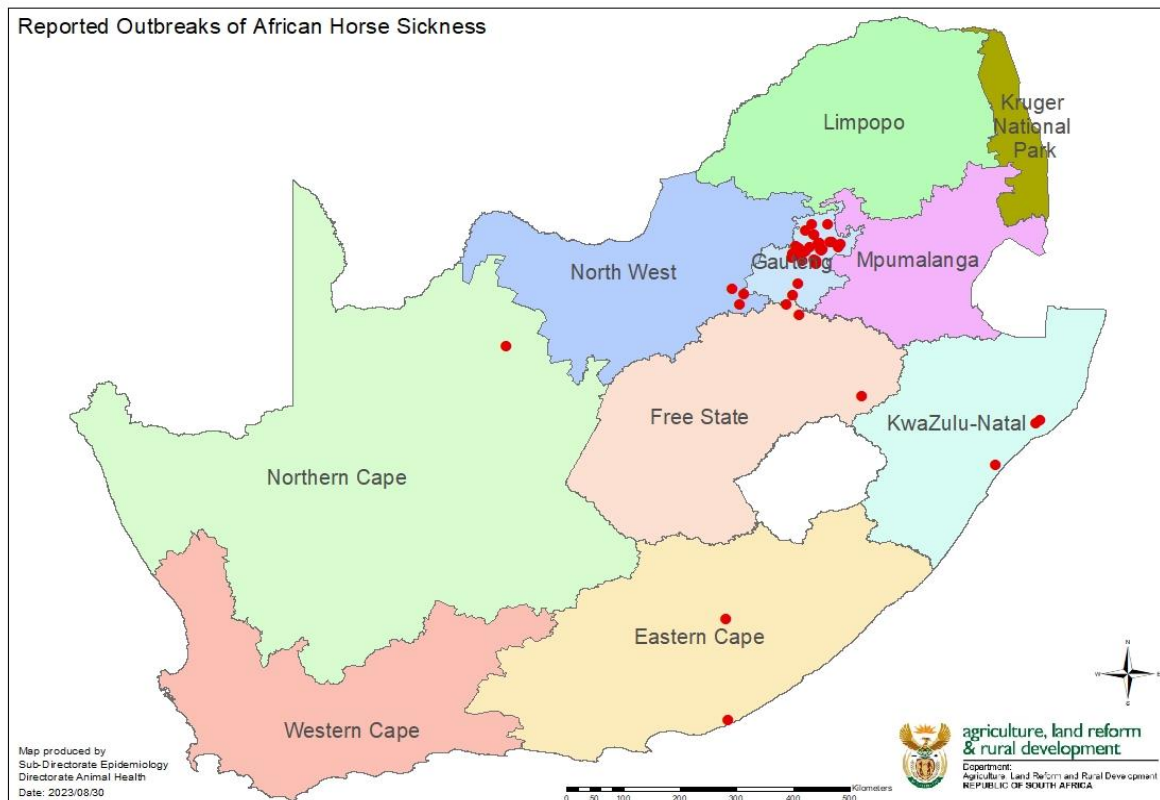 Reported Outbreaks of African Horse Sickness
Kruger
National
Park
Limpopo
North West
Gauteng
Mpumalanga
Free State
KwaZulu-Natal
Northern Cape
Eastern Cape
Western Cape
N
W
E
S
Map produced by
Sub-Directorate Epidemiology
Directorate Animal Health
Date: 2023/08/30
Kilometers
0 50 100 200 300 400 500
agriculture, land reform
& rural development
Department:
Agriculture, Land Reform and Rural Development
REPUBLIC OF SOUTH AFRICA